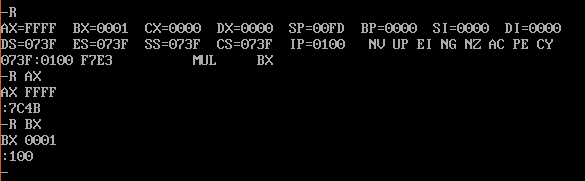 -R
AX=FFFF  BX=0001  CX=0000  DX=0000  SP=00FD  BP=0000  SI=0000  DI=0000
DS=073F  ES=073F  SS=073F  CS=073F  IP=0100   NV UP EI NG NZ AC PE CY
073F:0100 F7E3          MUL     BX
-R AX
AX FFFF
:7C4B
-R BX
BX 0001
:100
-